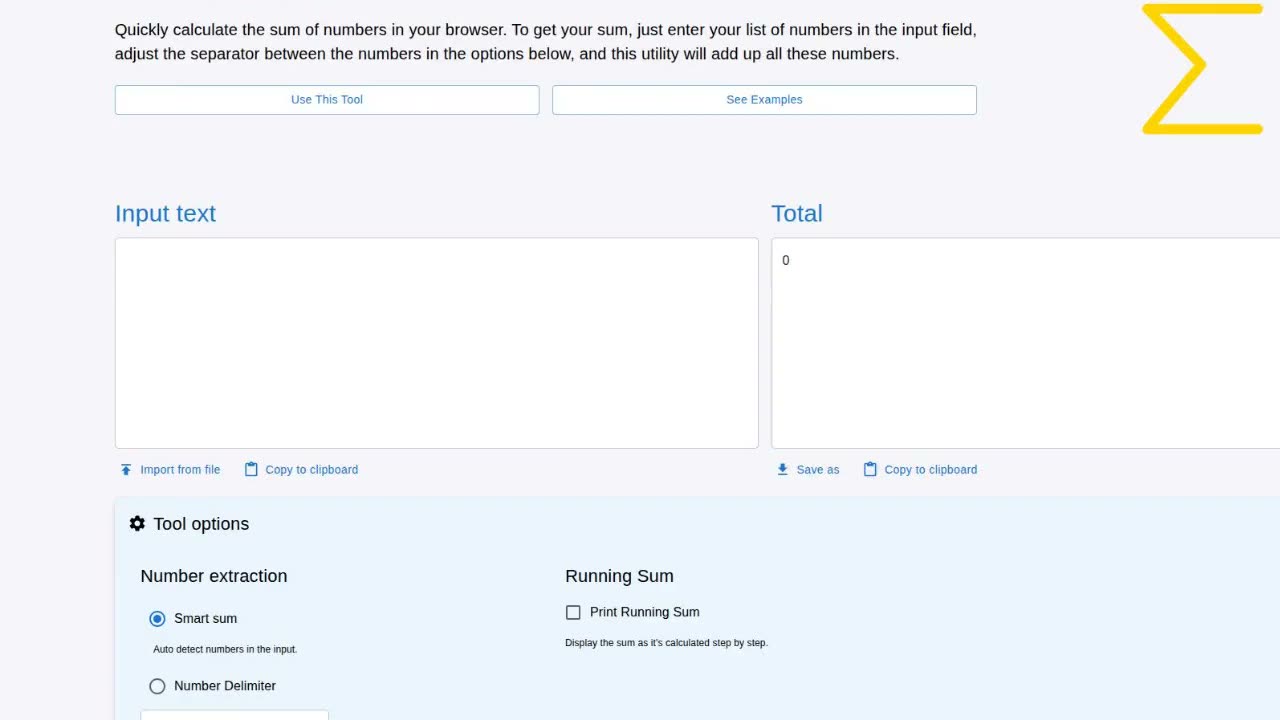 Quickly calculate the sum of numbers in your browser. To get your sum, just enter your list of numbers in the input field,
adjust the separator between the numbers in the options below, and this utility will add up all these numbers.
Use This Tool
See Examples
Input text
Total
0
Import from file
Copy to clipboard
Save as
Copy to clipboard
Tool options
Number extraction
Smart sum
Auto detect numbers in the input.
Number Delimiter
Running Sum
Print Running Sum
Display the sum as it's calculated step by step.